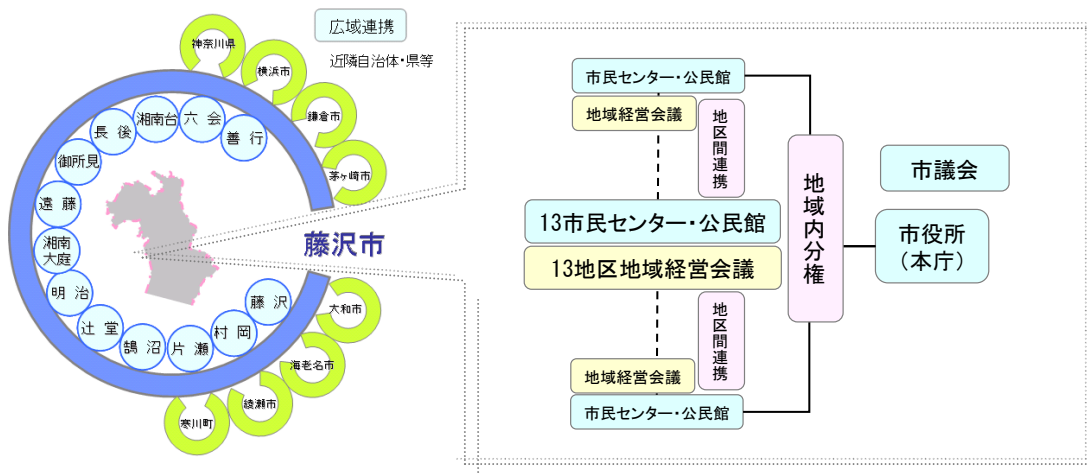 広域連携
近隣自治体・県等
神奈川県
横浜市
鎌倉市
茅ヶ崎市
善 行
六 会
湘南台
長 後
御所見
遠 藤
湘南
大庭
明 治
辻 堂
鵠 沼
片 瀬
村 岡
藤 沢
藤沢市
大和市
海老名市
綾瀬市
寒川町
市民センター・公民館
地域経営会議
地区間連携
13市民センター・公民館
13地区地域経営会議
地区間連携
地域経営会議
市民センター・公民館
地域内分権
市議会
市役所
（本庁）